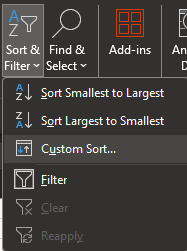 Sort &
Filter
Find &
Select
Add-ins
An
D
Sort Smallest to Largest
Sort Largest to Smallest
Custom Sort...
Filter
Clear
Reapply